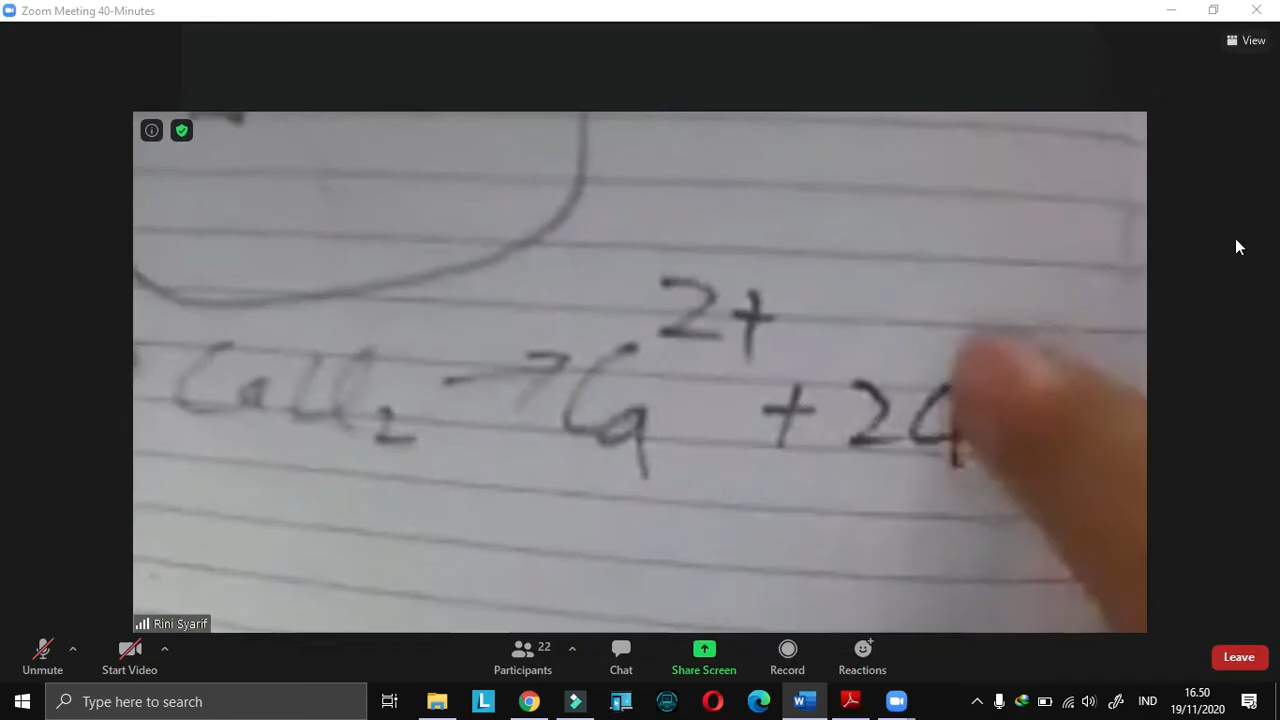 Zoom Meeting 40-Minutes
View
CaCl₂ → Ca²⁺ + 2C
Rini Syarif
Unmute
Start Video
22
Participants
Chat
Share Screen
Record
Reactions
Leave
Type here to search
L
W
IND
16.50
19/11/2020